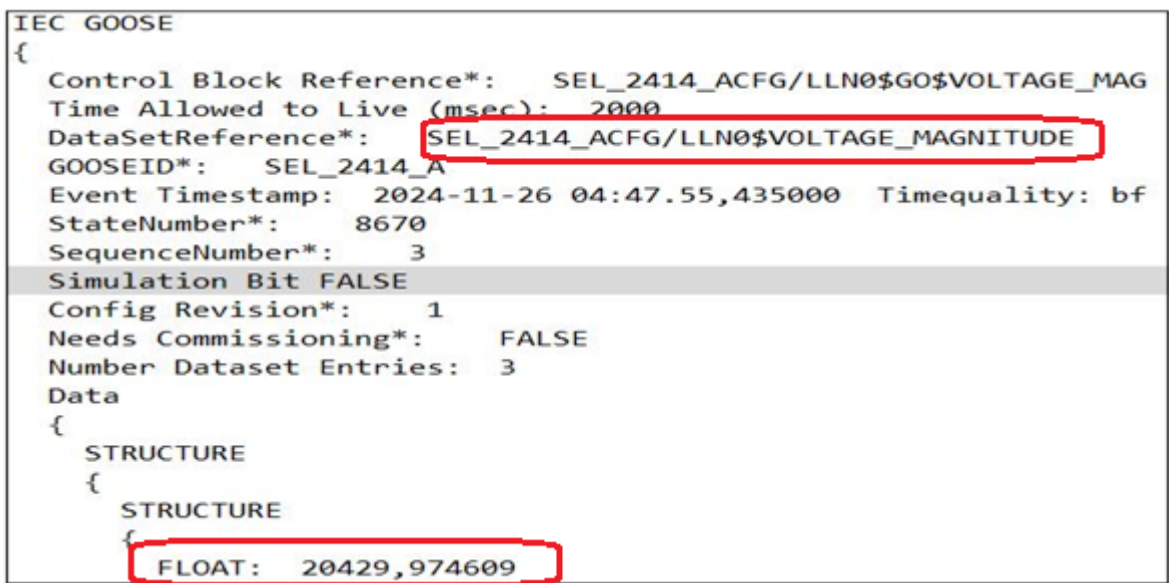 IEC GOOSE
{
Control Block Reference*: SEL_2414_ACFG/LLN0$GO$VOLTAGE_MAG
Time Allowed to Live (msec): 2000
DataSetReference*: SEL_2414_ACFG/LLN0$VOLTAGE_MAGNITUDE
GOOSEID*: SEL_2414_A
Event Timestamp: 2024-11-26 04:47.55,435000 Timequality: bf
StateNumber*: 8670
SequenceNumber*: 3
Simulation Bit FALSE
Config Revision*: 1
Needs Commissioning*: FALSE
Number Dataset Entries: 3
Data
{
STRUCTURE
{
STRUCTURE
{
FLOAT: 20429,974609